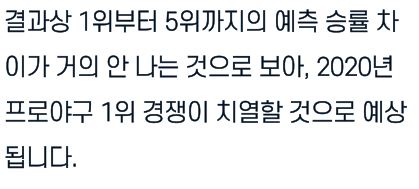 결과상 1위부터 5위까지의 예측 승률 차
이가 거의 안 나는 것으로 보아, 2020년
프로야구 1위 경쟁이 치열할 것으로 예상
됩니다.